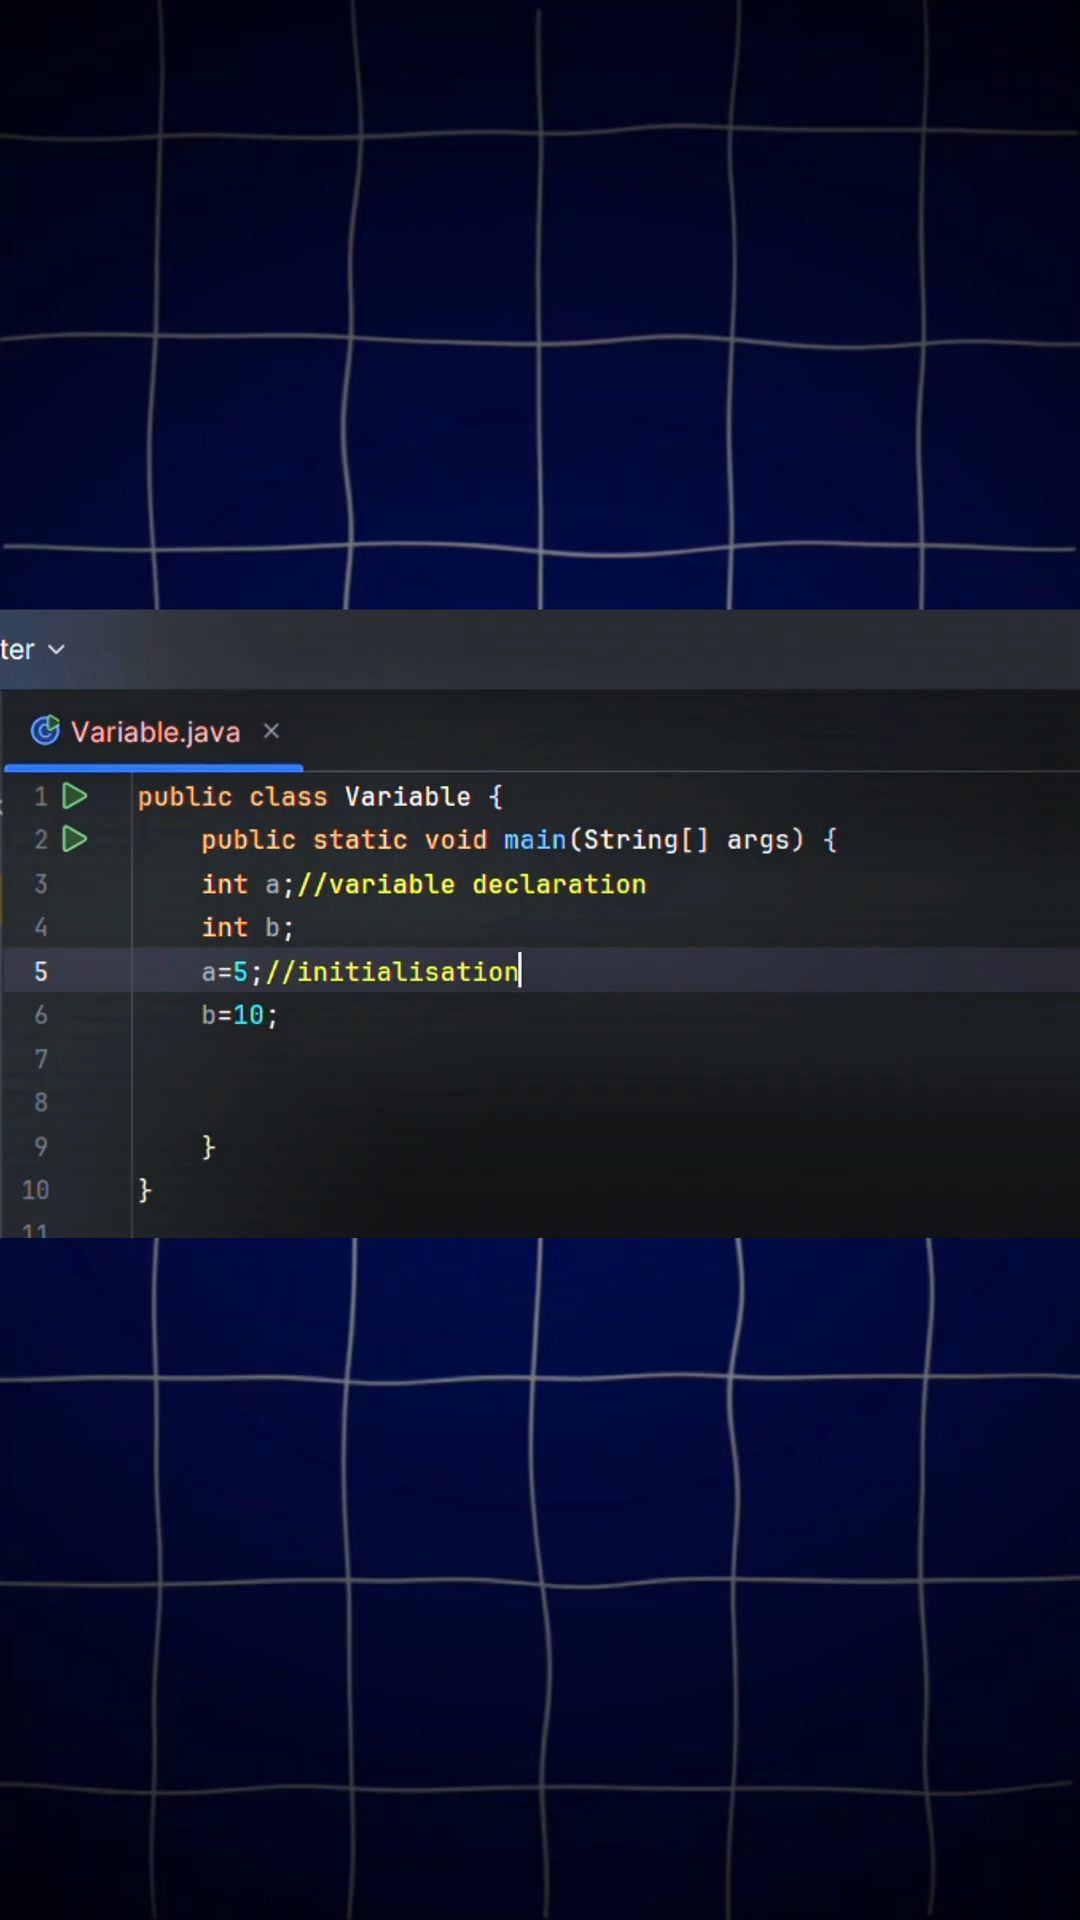 ter
Variable.java
1 public class Variable {
2 public static void main(String[] args) {
3 int a;//variable declaration
4 int b;
5 a=5;//initialisation
6 b=10;
7
8
9 }
10 }
11